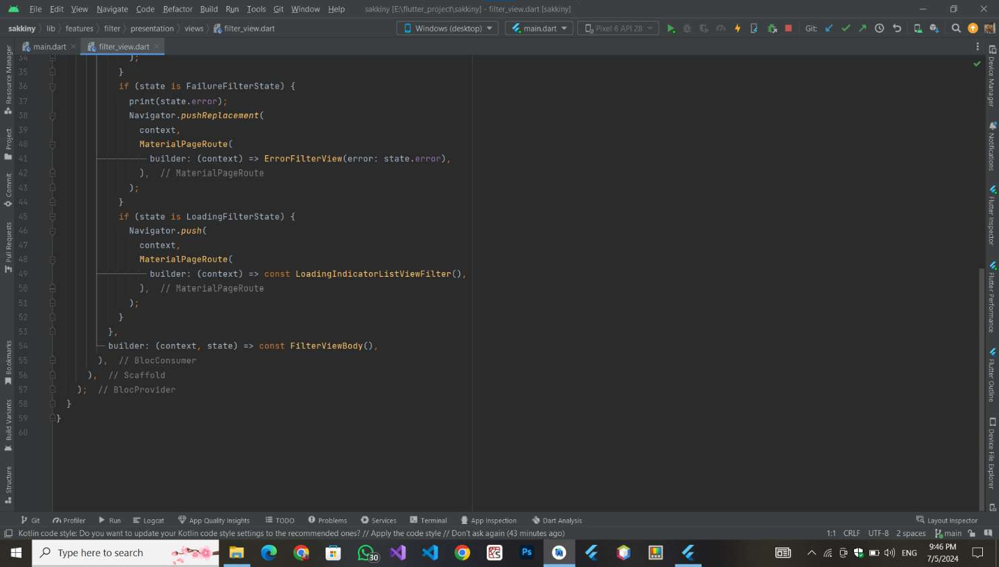 File Edit View Navigate Code Refactor Build Run Tools Git Window Help sakkiny [E:\flutter_project\sakkiny] - filter_view.dart [sakkiny]
sakkiny lib features filter presentation views filter_view.dart Windows (desktop) main.dart Pixel 6 API 28 Git:
main.dart filter_view.dart
34 );
35 }
36 if (state is FailureFilterState) {
37 print(state.error);
38 Navigator.pushReplacement(
39 context,
40 MaterialPageRoute(
41 builder: (context) => ErrorFilterView(error: state.error),
42 ), // MaterialPageRoute
43 );
44 }
45 if (state is LoadingFilterState) {
46 Navigator.push(
47 context,
48 MaterialPageRoute(
49 builder: (context) => const LoadingIndicatorListViewFilter(),
50 ), // MaterialPageRoute
51 );
52 }
53 },
54 builder: (context, state) => const FilterViewBody(),
55 ), // BlocConsumer
56 ), // Scaffold
57 ); // BlocProvider
58 }
59 }
60
Resource Manager
Project
Commit
Pull Requests
Bookmarks
Build Variants
Structure
Device Manager
Notifications
Flutter Inspector
Flutter Performance
Flutter Outline
Device File Explorer
Git Profiler Run Logcat App Quality Insights TODO Problems Services Terminal App Inspection Dart Analysis Layout Inspector
Kotlin code style: Do you want to update your Kotlin code style settings to the recommended ones? // Apply the code style // Don't ask again (43 minutes ago) 1:1 CRLF UTF-8 2 spaces main
Type here to search 30 Ps ENG 9:46 PM
7/5/2024